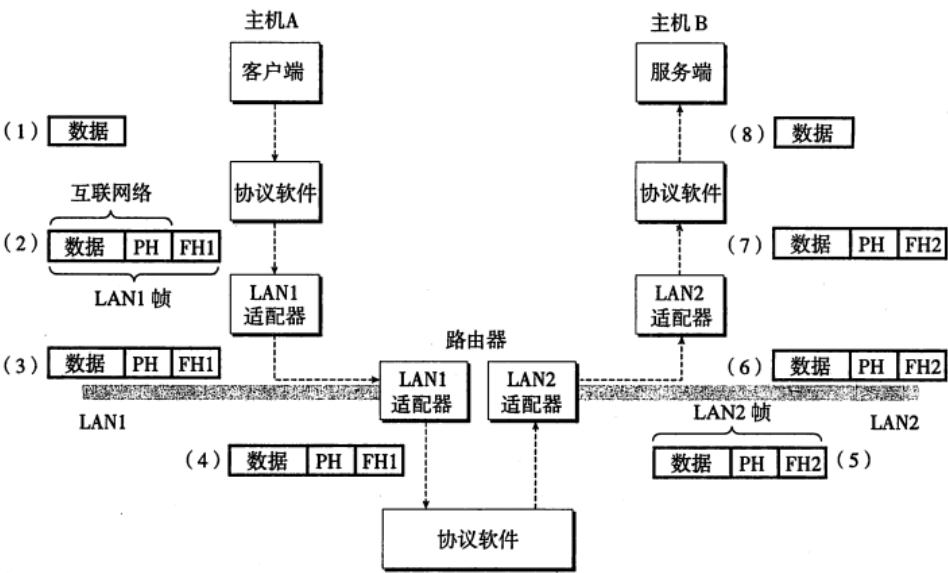 主机A
主机 B
客户端
服务端
(1) 数据
(8) 数据
协议软件
协议软件
互联网络
(2) 数据 PH FH1
(7) 数据 PH FH2
LAN1 帧
LAN1
适配器
LAN2
适配器
路由器
(3) 数据 PH FH1
LAN1
适配器
LAN2
适配器
(6) 数据 PH FH2
LAN1
LAN2 帧
LAN2
(4) 数据 PH FH1
数据 PH FH2 (5)
协议软件